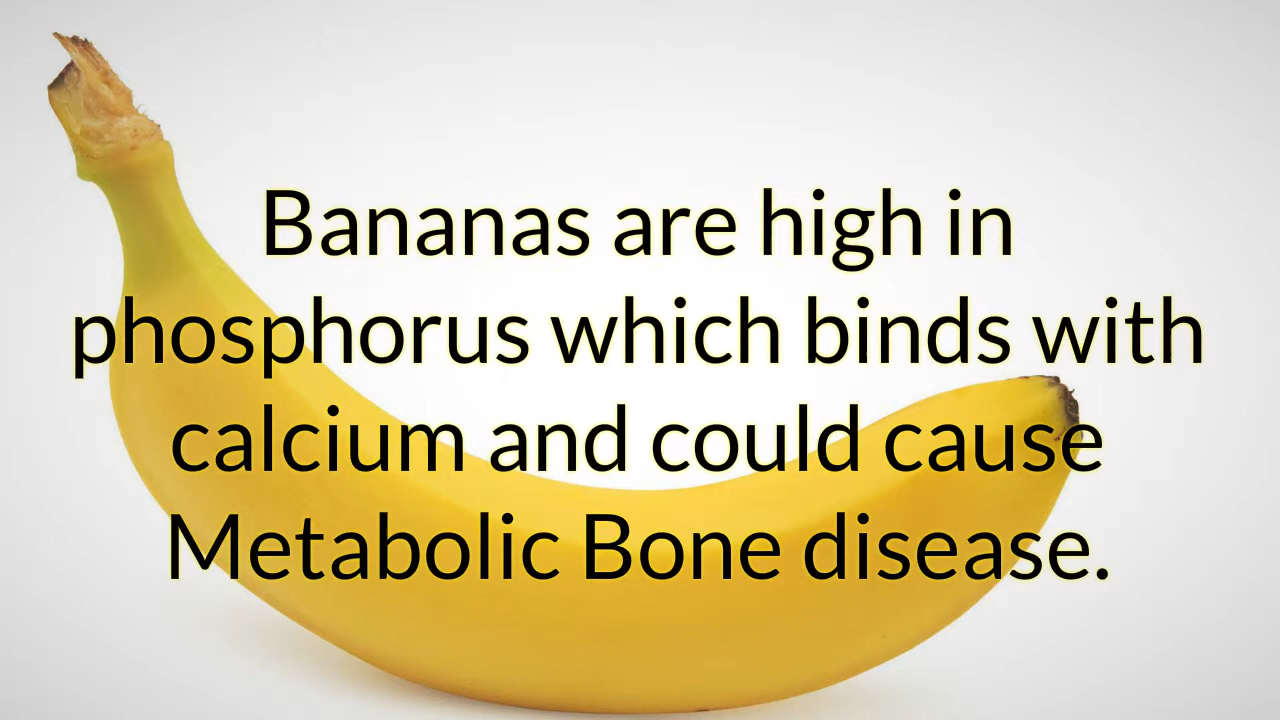 Bananas are high in
phosphorus which binds with
calcium and could cause
Metabolic Bone disease.